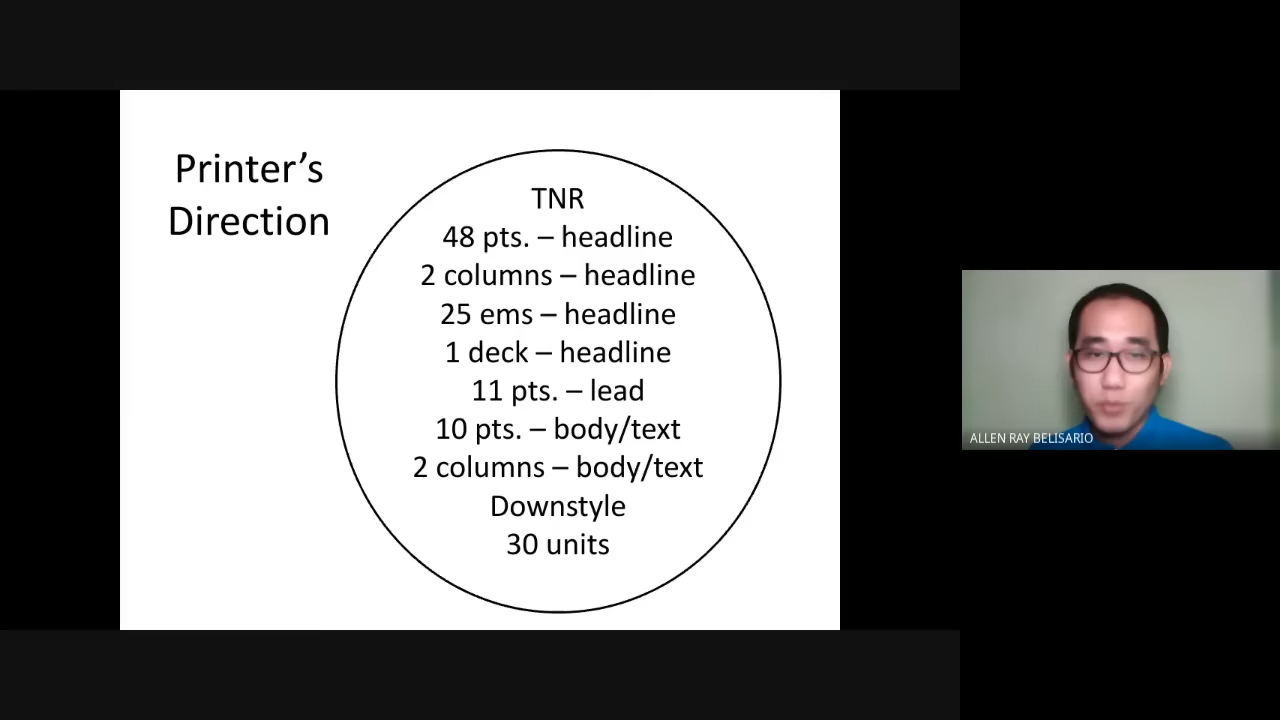 Printer’s
Direction
TNR
48 pts. – headline
2 columns – headline
25 ems – headline
1 deck – headline
11 pts. – lead
10 pts. – body/text
2 columns – body/text
Downstyle
30 units
ALLEN RAY BELISARIO